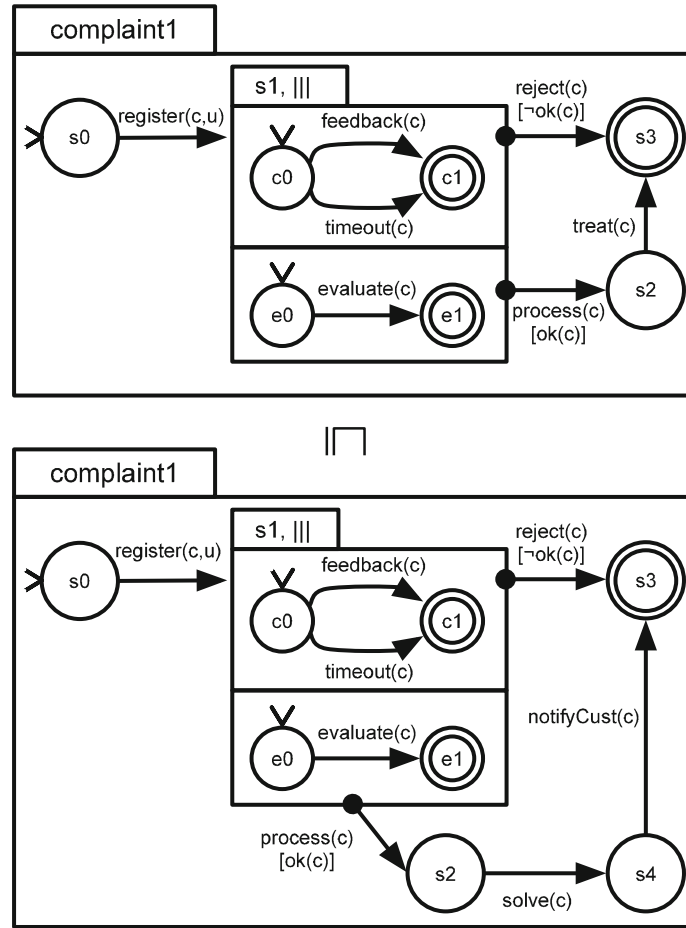 complaint1
s1, |||
reject(c)
[¬ok(c)]
register(c,u)
feedback(c)
s0
s3
c0
c1
timeout(c)
treat(c)
evaluate(c)
e0
e1
s2
process(c)
[ok(c)]
complaint1
s1, |||
reject(c)
[¬ok(c)]
register(c,u)
feedback(c)
s0
s3
c0
c1
timeout(c)
notifyCust(c)
evaluate(c)
e0
e1
process(c)
[ok(c)]
s2
s4
solve(c)